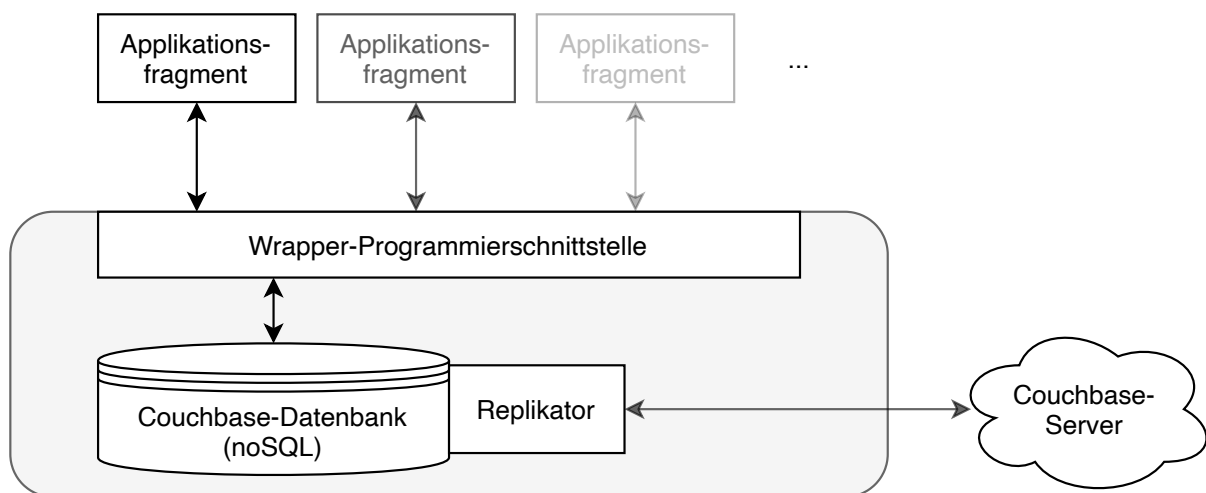 Applikations-
fragment
Applikations-
fragment
Applikations-
fragment
...
Wrapper-Programmierschnittstelle
Couchbase-Datenbank
(noSQL)
Replikator
Couchbase-
Server